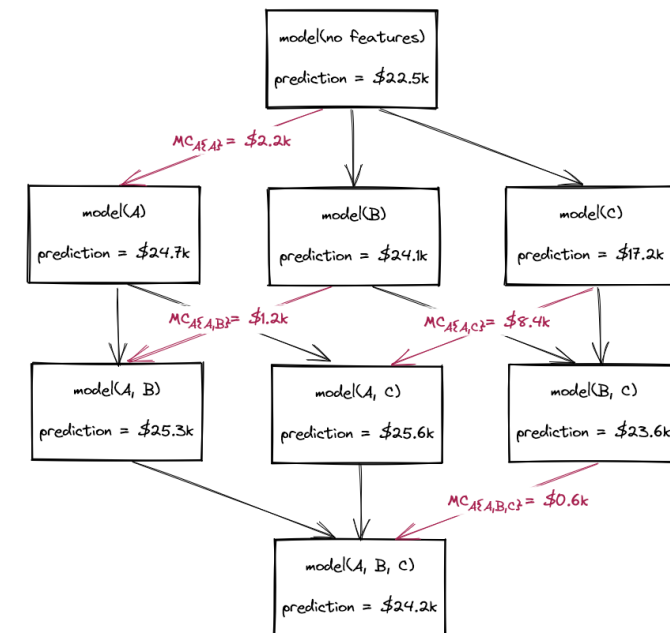 model(no features)
prediction = $22.5k
MC_A{A} = $2.2k
model(A)
prediction = $24.7k
model(B)
prediction = $24.1k
model(C)
prediction = $17.2k
MC_A{A,B} = $1.2k
MC_A{A,C} = $8.4k
model(A, B)
prediction = $25.3k
model(A, C)
prediction = $25.6k
model(B, C)
prediction = $23.6k
MC_A{A,B,C} = $0.6k
model(A, B, C)
prediction = $24.2k